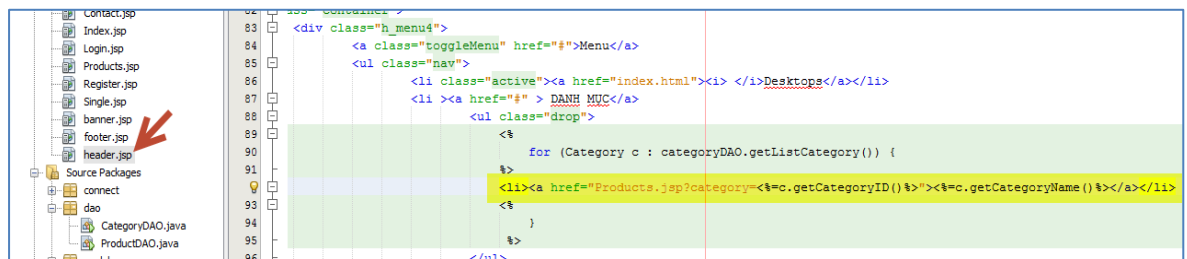 Contact.jsp
Index.jsp
Login.jsp
Products.jsp
Register.jsp
Single.jsp
banner.jsp
footer.jsp
header.jsp
Source Packages
connect
dao
CategoryDAO.java
ProductDAO.java
83 <div class="h_menu4">
84 <a class="toggleMenu" href="#">Menu</a>
85 <ul class="nav">
86 <li class="active"><a href="index.html"><i> </i>Desktops</a></li>
87 <li ><a href="#" > DANH MỤC</a>
88 <ul class="drop">
89 <%
90 for (Category c : categoryDAO.getListCategory()) {
91 %>
<li><a href="Products.jsp?category=<%=c.getCategoryID()%>"><%=c.getCategoryName()%></a></li>
93 <%
94 }
95 %>
96 </ul>